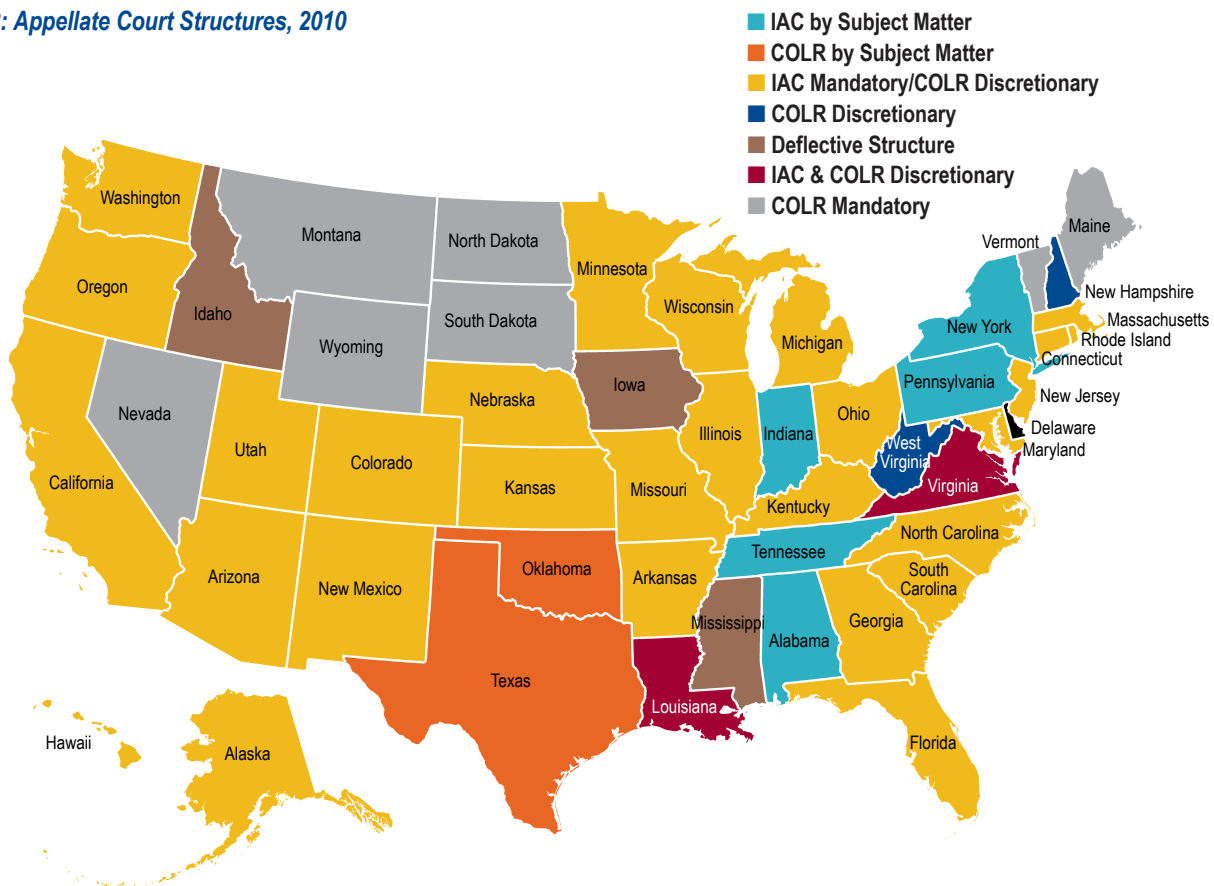 : Appellate Court Structures, 2010
IAC by Subject Matter
COLR by Subject Matter
IAC Mandatory/COLR Discretionary
COLR Discretionary
Deflective Structure
IAC & COLR Discretionary
COLR Mandatory
Washington
Montana
North Dakota
Minnesota
Vermont
Maine
Oregon
Idaho
Wyoming
South Dakota
Wisconsin
Michigan
New York
New Hampshire
Massachusetts
Rhode Island
Connecticut
Nevada
Utah
Colorado
Nebraska
Iowa
Illinois
Indiana
Ohio
Pennsylvania
New Jersey
Delaware
Maryland
West
Virginia
Virginia
California
Kansas
Missouri
Kentucky
Arizona
New Mexico
Oklahoma
Arkansas
Tennessee
North Carolina
South
Carolina
Texas
Louisiana
Mississippi
Alabama
Georgia
Florida
Hawaii
Alaska